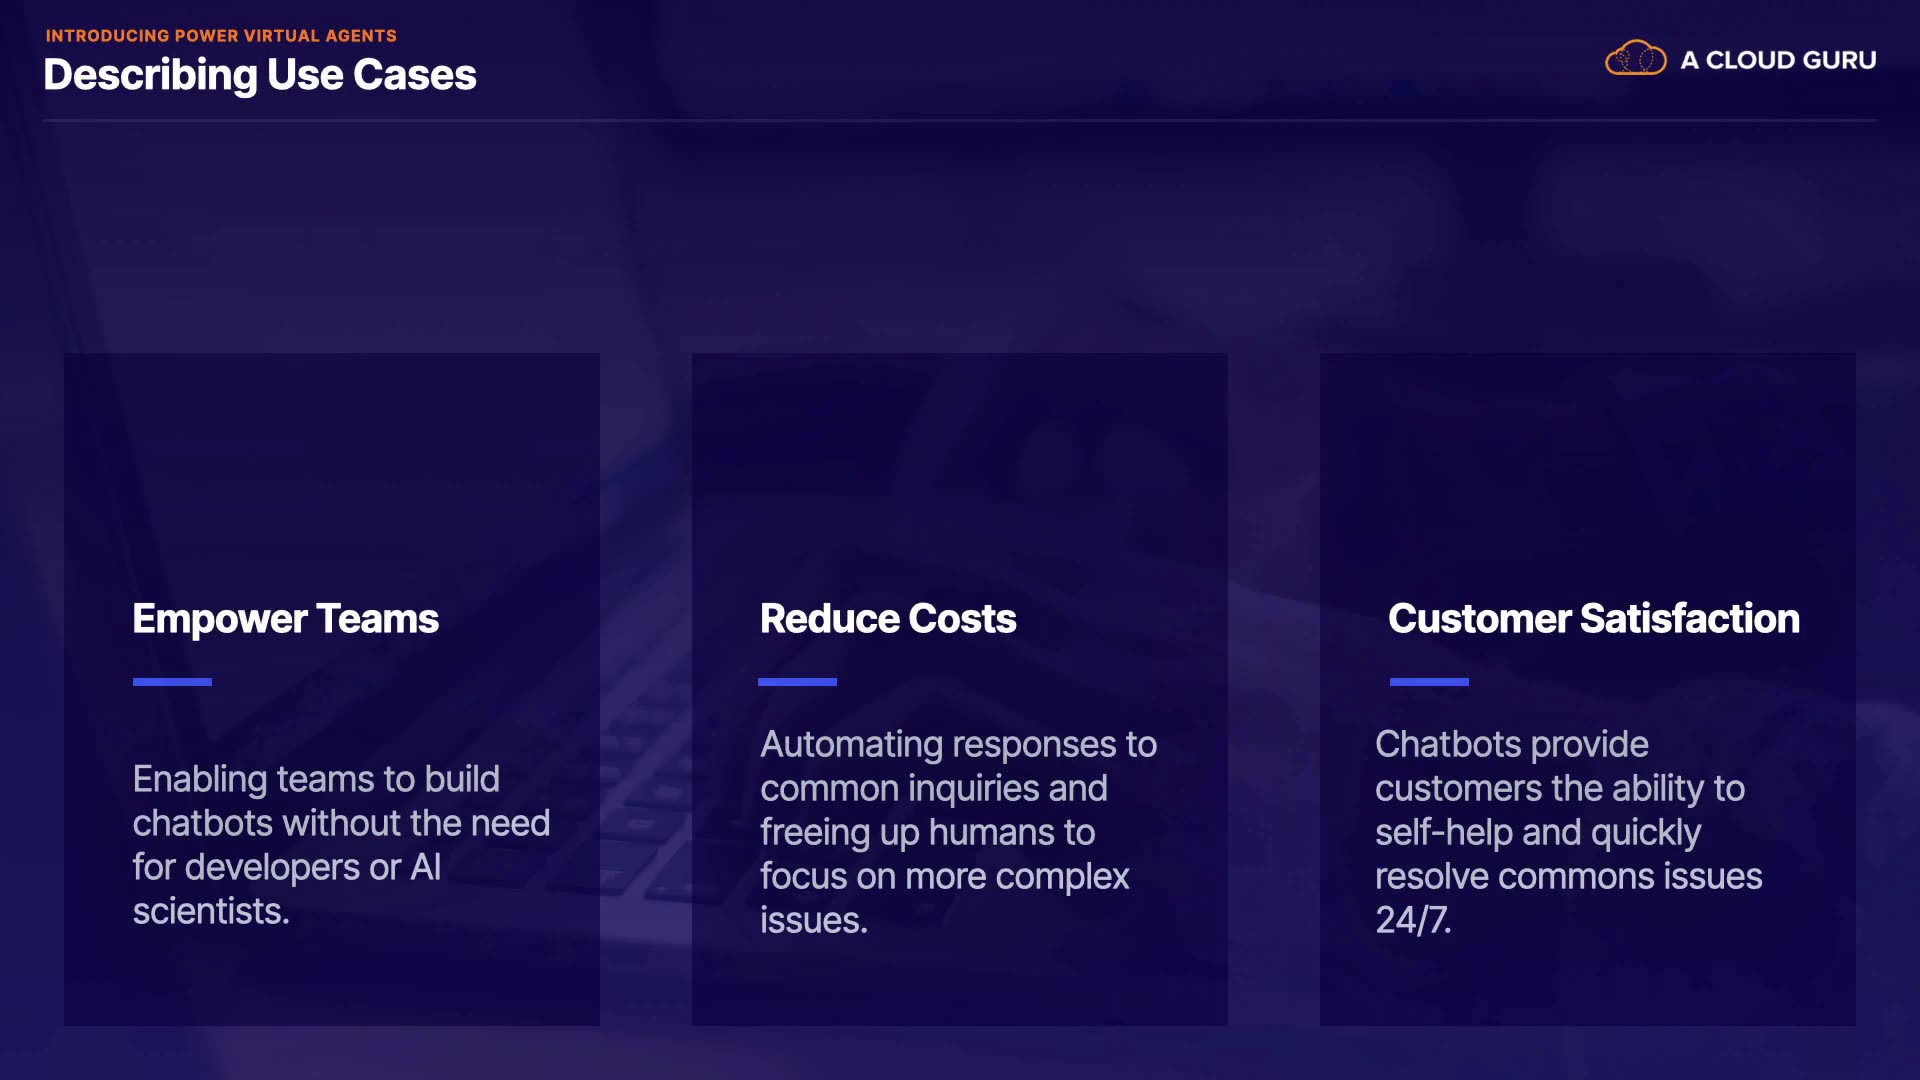 INTRODUCING POWER VIRTUAL AGENTS
Describing Use Cases
A CLOUD GURU
Empower Teams
Enabling teams to build
chatbots without the need
for developers or AI
scientists.
Reduce Costs
Automating responses to
common inquiries and
freeing up humans to
focus on more complex
issues.
Customer Satisfaction
Chatbots provide
customers the ability to
self-help and quickly
resolve commons issues
24/7.